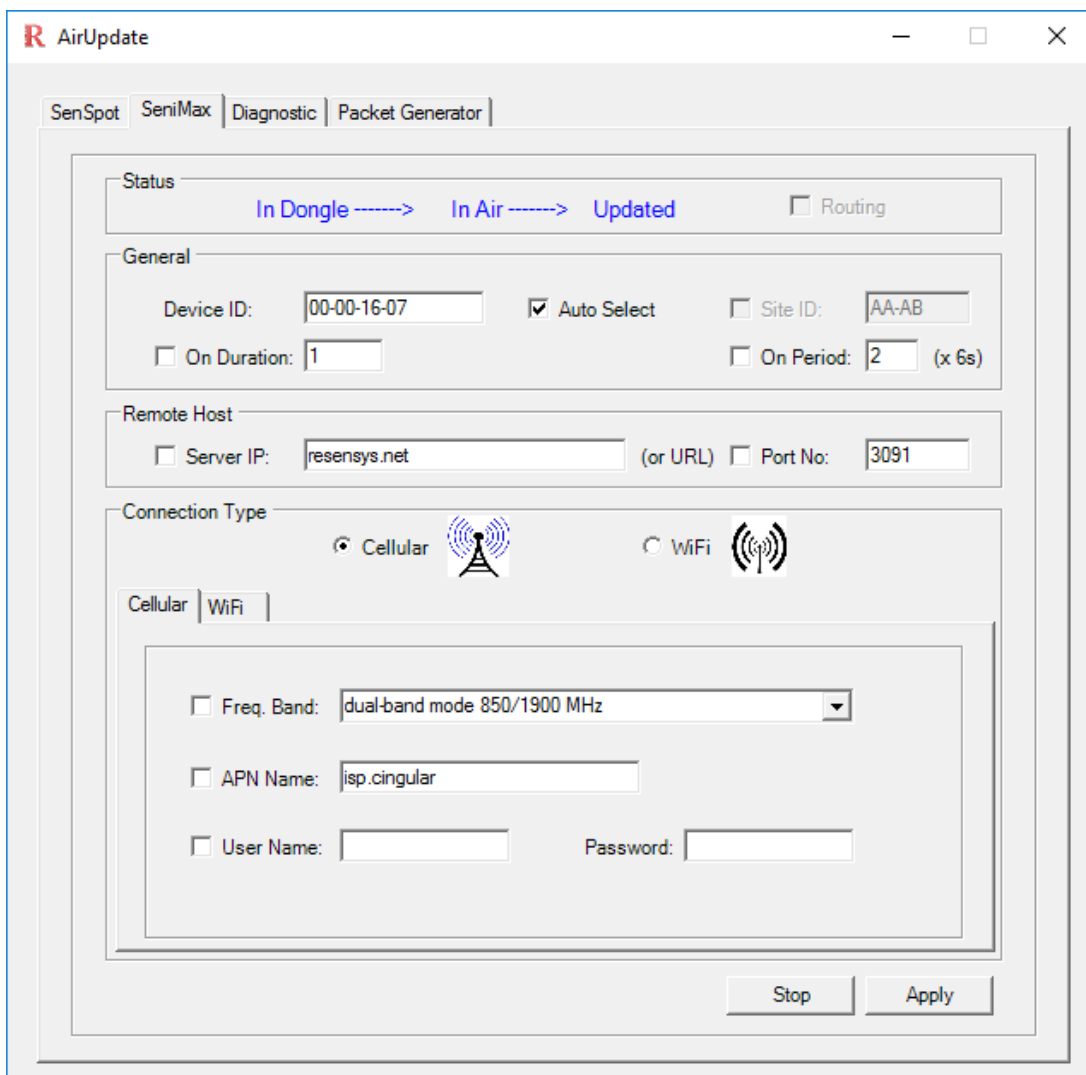 R AirUpdate
SenSpot SeniMax Diagnostic Packet Generator
Status
In Dongle -------> In Air -------> Updated Routing
General
Device ID: 00-00-16-07 Auto Select Site ID: AA-AB
On Duration: 1 On Period: 2 (x 6s)
Remote Host
Server IP: resensys.net (or URL) Port No: 3091
Connection Type
Cellular WiFi
Cellular WiFi
Freq. Band: dual-band mode 850/1900 MHz
APN Name: isp.cingular
User Name: Password:
Stop Apply